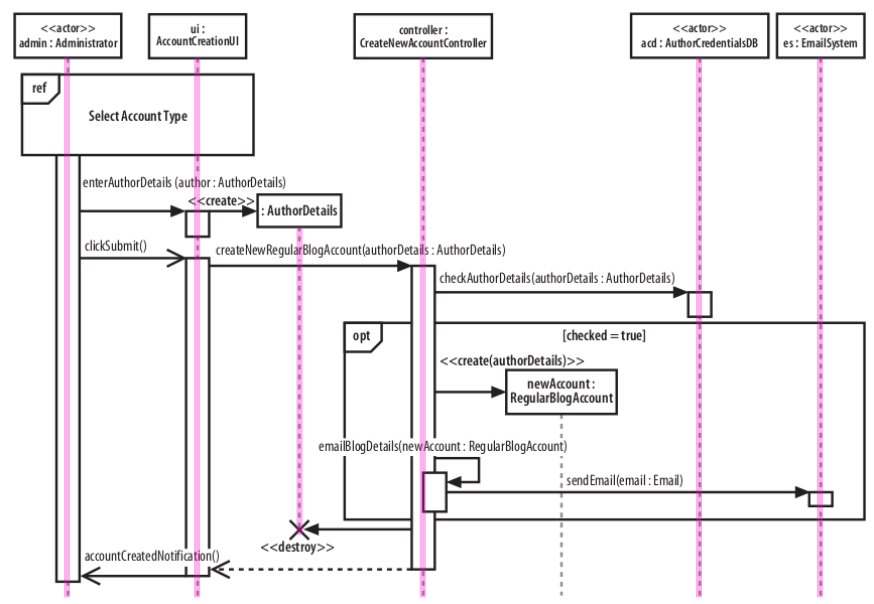 <<actor>>
admin : Administrator
ui :
AccountCreationUI
controller :
CreateNewAccountController
<<actor>>
acd : AuthorCredentialsDB
<<actor>>
es : EmailSystem
ref
Select Account Type
enterAuthorDetails (author : AuthorDetails)
<<create>>
: AuthorDetails
clickSubmit()
createNewRegularBlogAccount(authorDetails : AuthorDetails)
checkAuthorDetails(authorDetails : AuthorDetails)
opt
[checked = true]
<<create(authorDetails)>>
newAccount :
RegularBlogAccount
emailBlogDetails(newAccount : RegularBlogAccount)
sendEmail(email : Email)
<<destroy>>
accountCreatedNotification()